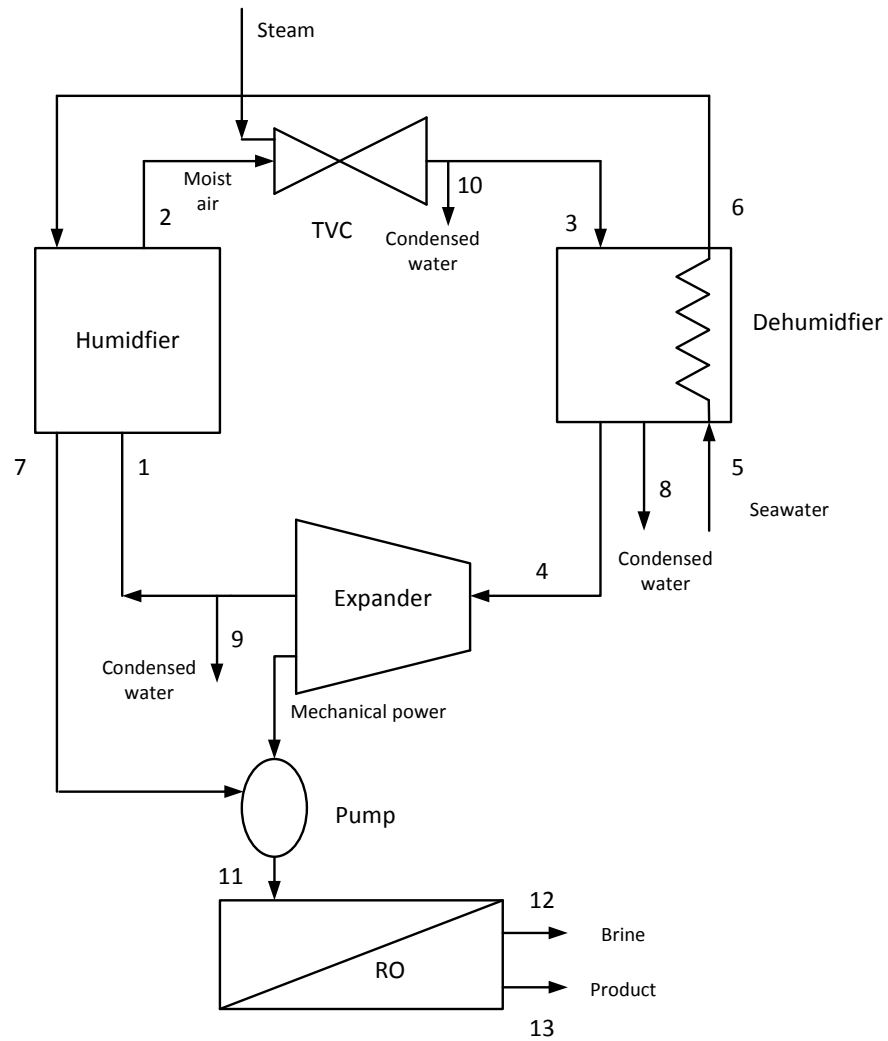 Steam
Moist
air
2
TVC
10
Condensed
water
3
6
Humidfier
Dehumidfier
7
1
8
5
Seawater
Condensed
water
4
Expander
9
Condensed
water
Mechanical power
Pump
11
12
Brine
RO
Product
13